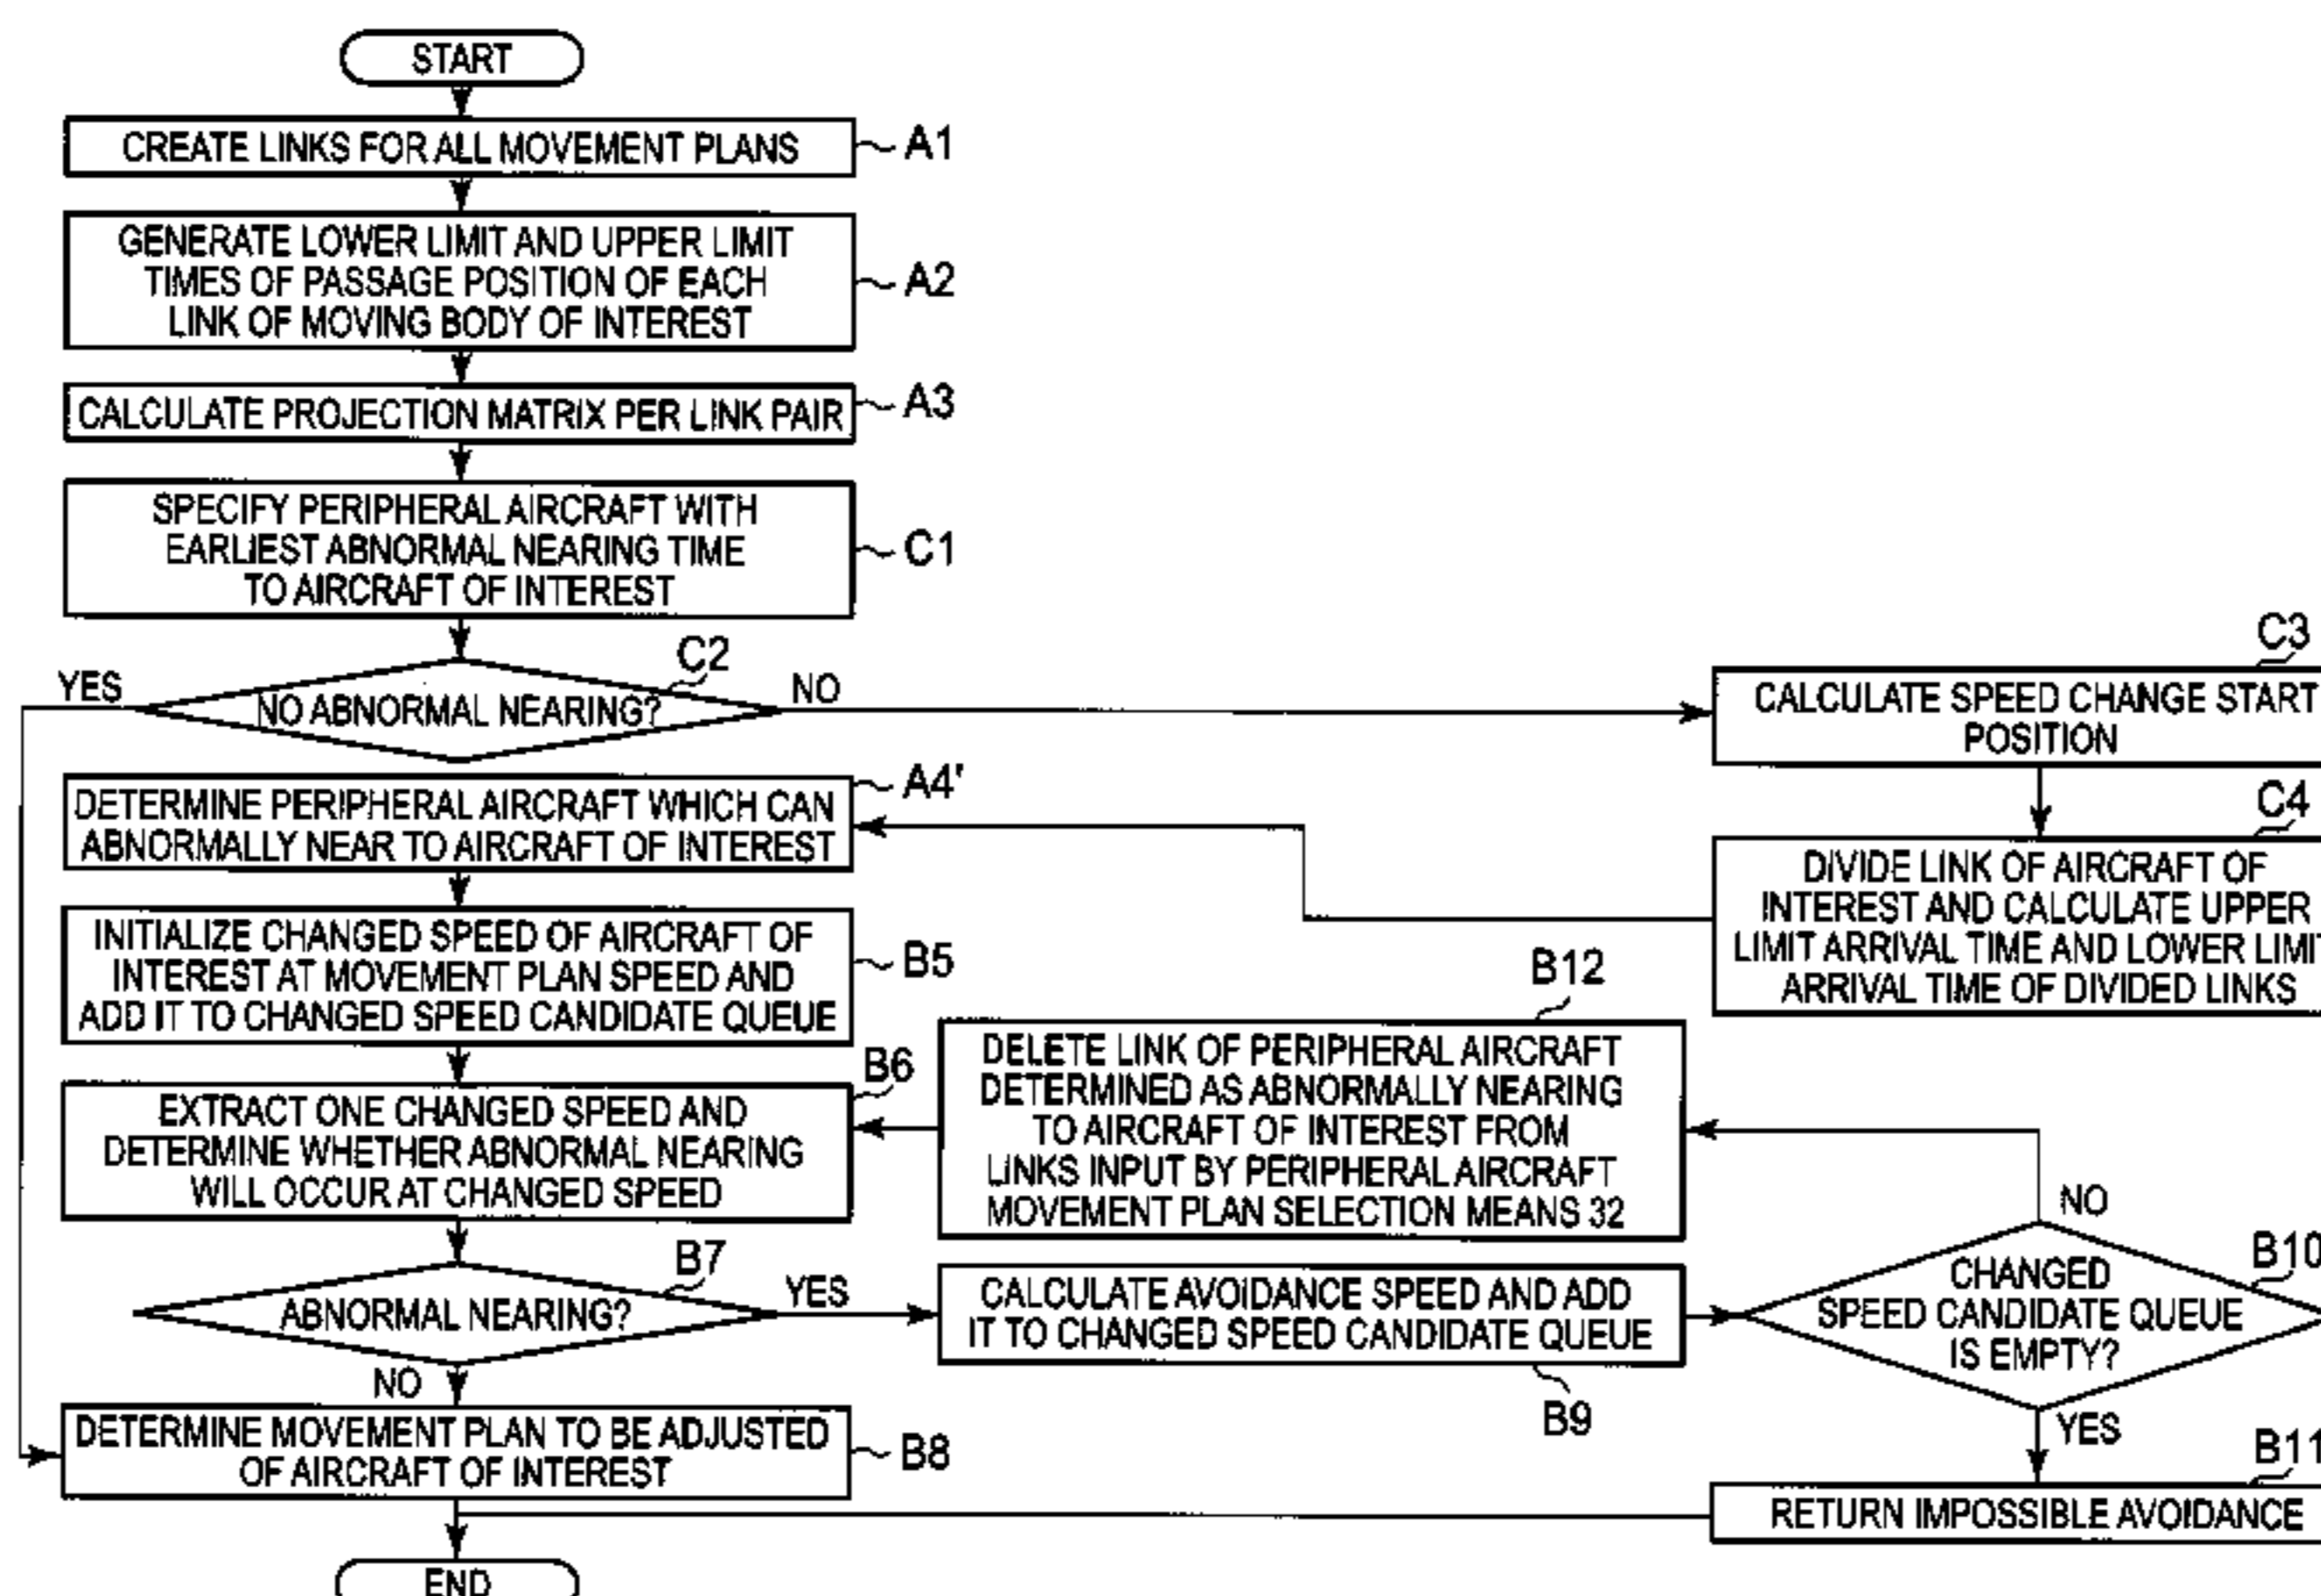 START
CREATE LINKS FOR ALL MOVEMENT PLANS
A1
GENERATE LOWER LIMIT AND UPPER LIMIT
TIMES OF PASSAGE POSITION OF EACH
LINK OF MOVING BODY OF INTEREST
A2
CALCULATE PROJECTION MATRIX PER LINK PAIR
A3
SPECIFY PERIPHERAL AIRCRAFT WITH
EARLIEST ABNORMAL NEARING TIME
TO AIRCRAFT OF INTEREST
C1
C2
YES
NO ABNORMAL NEARING?
NO
C3
CALCULATE SPEED CHANGE START
POSITION
C4
DIVIDE LINK OF AIRCRAFT OF
INTEREST AND CALCULATE UPPER
LIMIT ARRIVAL TIME AND LOWER LIMIT
ARRIVAL TIME OF DIVIDED LINKS
A4'
DETERMINE PERIPHERAL AIRCRAFT WHICH CAN
ABNORMALLY NEAR TO AIRCRAFT OF INTEREST
INITIALIZE CHANGED SPEED OF AIRCRAFT OF
INTEREST AT MOVEMENT PLAN SPEED AND
ADD IT TO CHANGED SPEED CANDIDATE QUEUE
B5
B6
EXTRACT ONE CHANGED SPEED AND
DETERMINE WHETHER ABNORMAL NEARING
WILL OCCUR AT CHANGED SPEED
B12
DELETE LINK OF PERIPHERAL AIRCRAFT
DETERMINED AS ABNORMALLY NEARING
TO AIRCRAFT OF INTEREST FROM
LINKS INPUT BY PERIPHERAL AIRCRAFT
MOVEMENT PLAN SELECTION MEANS 32
B7
ABNORMAL NEARING?
YES
NO
CALCULATE AVOIDANCE SPEED AND ADD
IT TO CHANGED SPEED CANDIDATE QUEUE
B9
NO
B10
CHANGED
SPEED CANDIDATE QUEUE
IS EMPTY?
YES
B11
RETURN IMPOSSIBLE AVOIDANCE
DETERMINE MOVEMENT PLAN TO BE ADJUSTED
OF AIRCRAFT OF INTEREST
B8
END